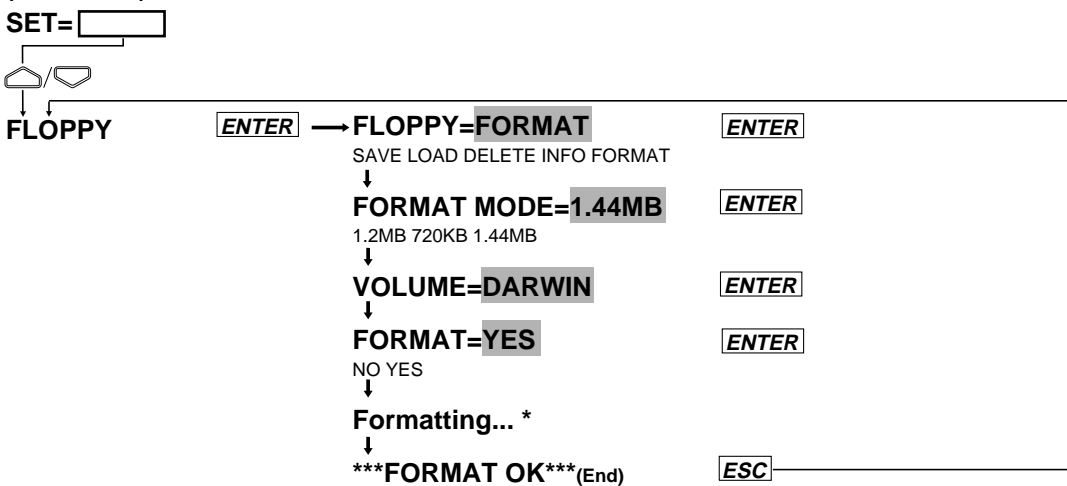 SET=
/
FLOPPY ENTER FLOPPY=FORMAT ENTER
SAVE LOAD DELETE INFO FORMAT
FORMAT MODE=1.44MB ENTER
1.2MB 720KB 1.44MB
VOLUME=DARWIN ENTER
FORMAT=YES ENTER
NO YES
Formatting... *
***FORMAT OK***(End) ESC